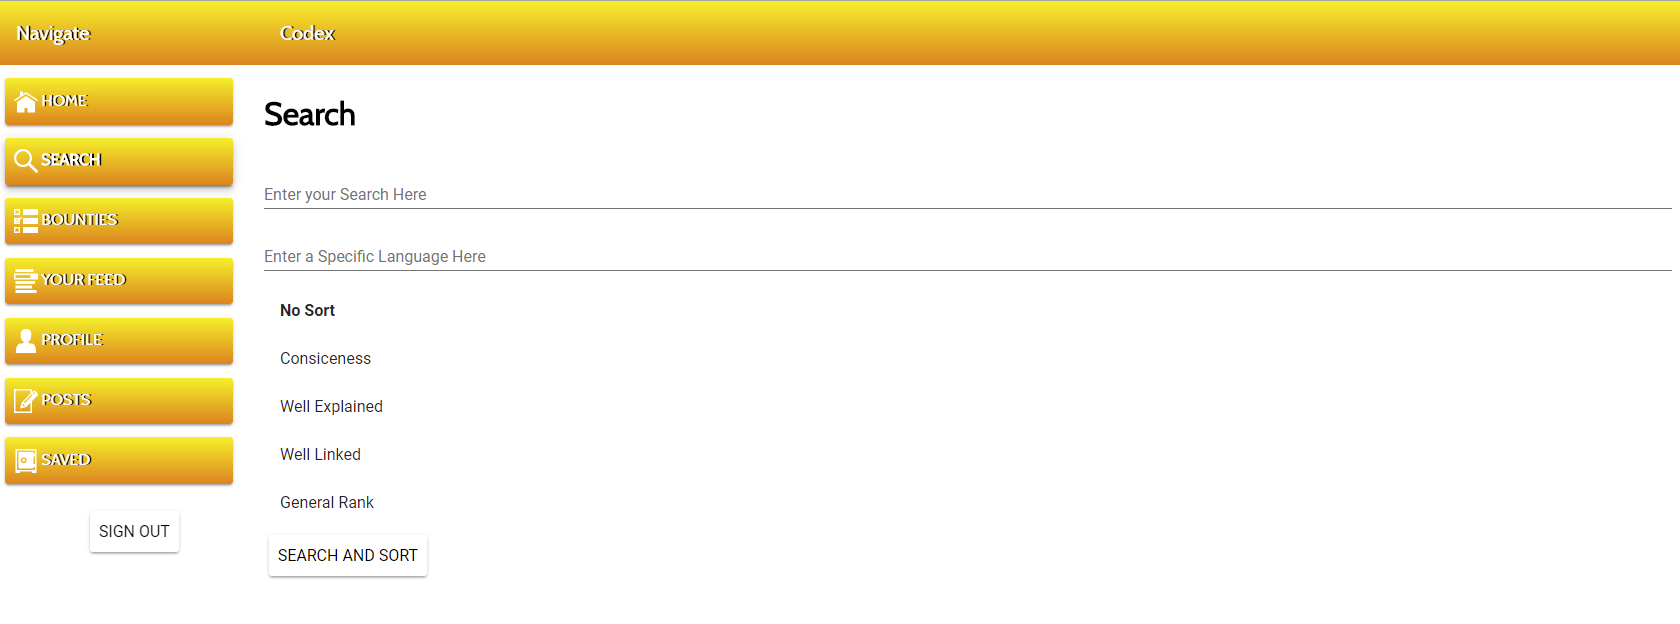 Navigate
Codex
HOME
SEARCH
BOUNTIES
YOUR FEED
PROFILE
POSTS
SAVED
SIGN OUT
Search
Enter your Search Here
Enter a Specific Language Here
No Sort
Consiceness
Well Explained
Well Linked
General Rank
SEARCH AND SORT